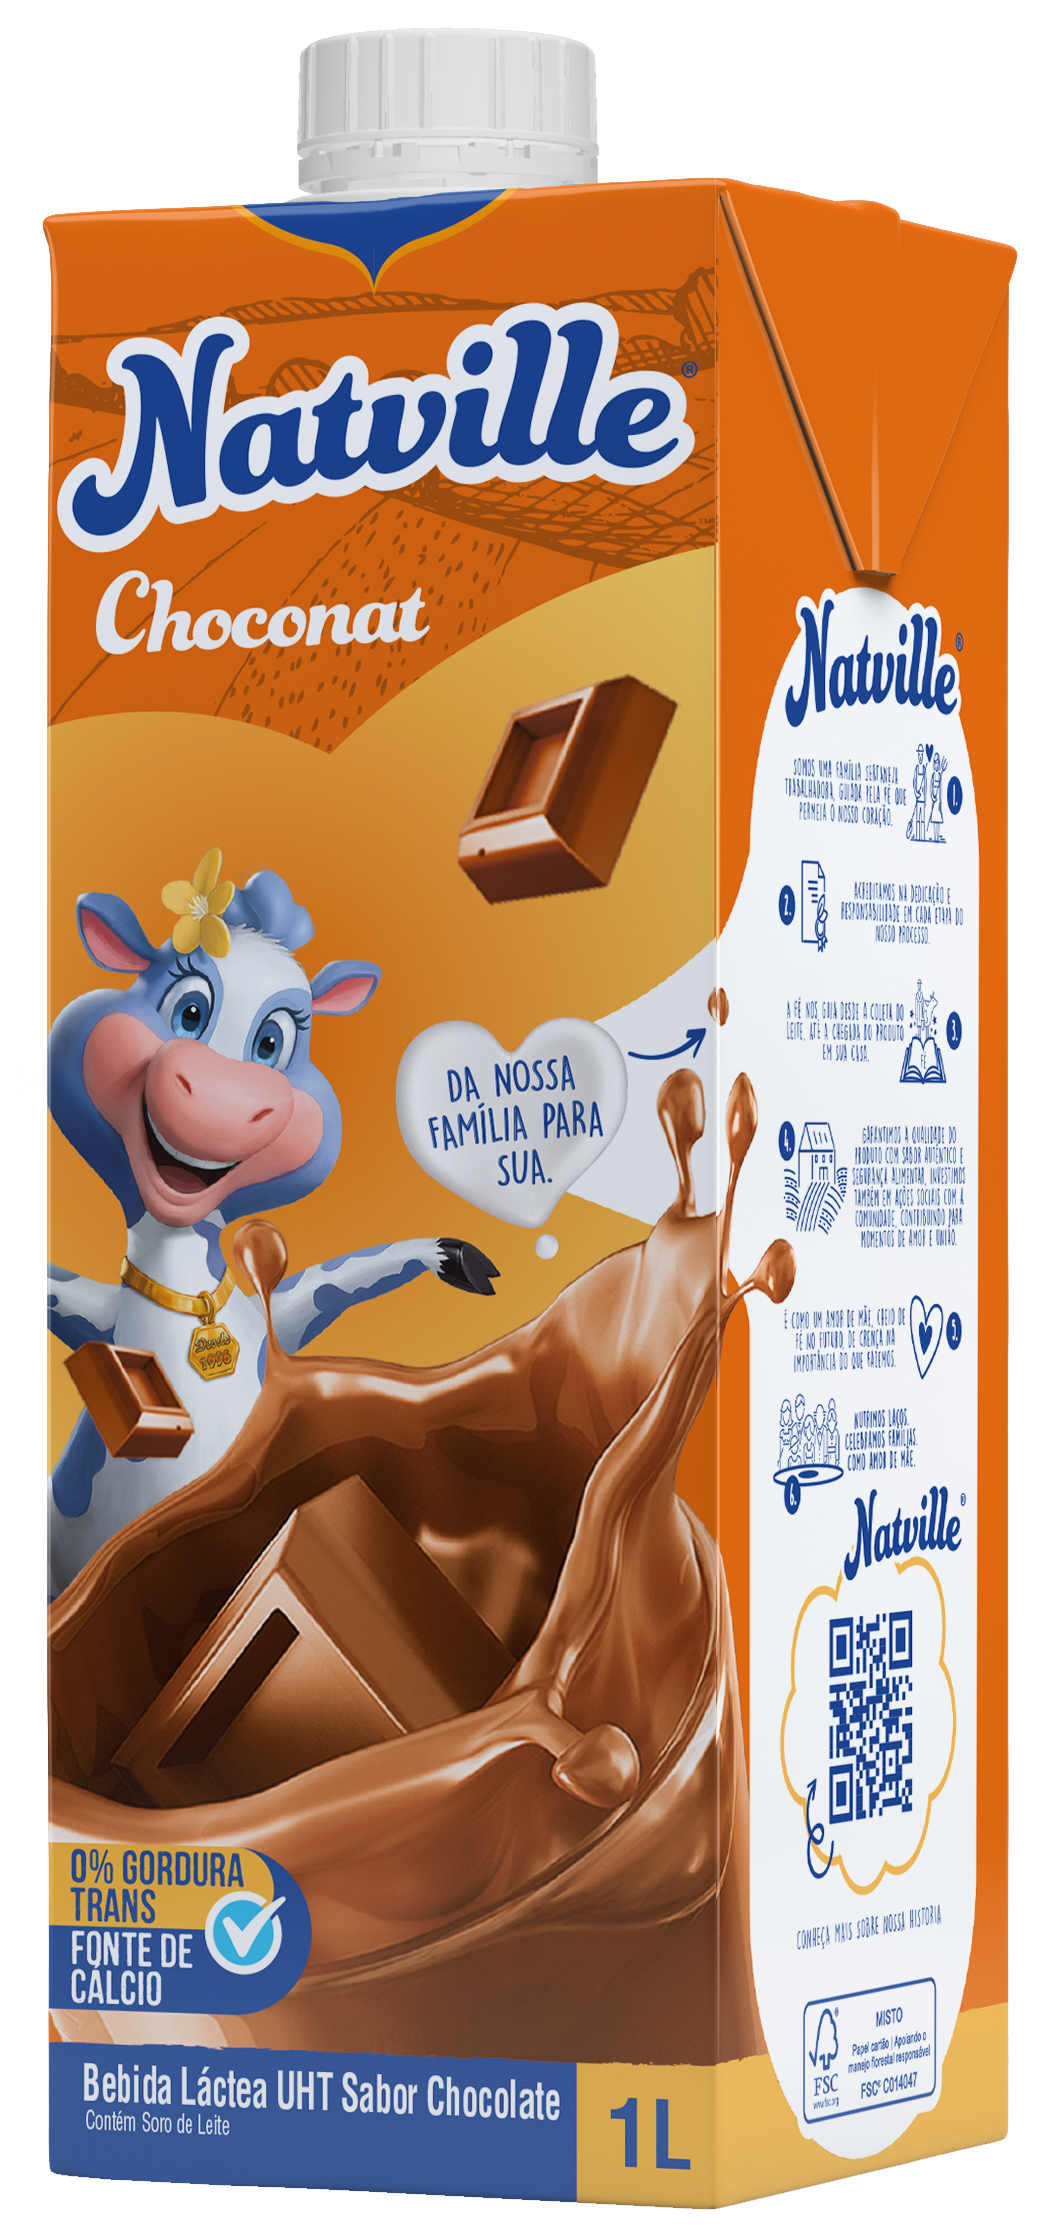 Natville®
Choconat
DA NOSSA
FAMÍLIA PARA
SUA.
Desde
1996
0% GORDURA
TRANS
FONTE DE
CÁLCIO
Bebida Láctea UHT Sabor Chocolate
Contém Soro de Leite
1L
Natville®
SOMOS UMA FAMÍLIA SERTANEJA
TRABALHADORA, GUIADA PELA FÉ QUE
PERMEIA O NOSSO CORAÇÃO.
1.
2.
ACREDITAMOS NA DEDICAÇÃO E
RESPONSABILIDADE EM CADA ETAPA DO
NOSSO PROCESSO.
A FÉ NOS GUIA DESDE A COLETA DO
LEITE, ATÉ A CHEGADA DO PRODUTO
EM SUA CASA.
FÉ
3.
4.
GARANTIMOS A QUALIDADE DO
PRODUTO COM SABOR AUTÊNTICO E
SEGURANÇA ALIMENTAR, INVESTIMOS
TAMBÉM EM AÇÕES SOCIAIS COM A
COMUNIDADE, CONTRIBUINDO PARA
MOMENTOS DE AMOR E UNIÃO.
É COMO UM AMOR DE MÃE, CHEIO DE
FÉ NO FUTURO, DE CRENÇA NA
IMPORTÂNCIA DO QUE FAZEMOS.
5.
NUTRIMOS LAÇOS.
CELEBRAMOS FAMÍLIAS.
COMO AMOR DE MÃE.
6.
Natville®
CONHEÇA MAIS SOBRE NOSSA HISTÓRIA
FSC
www.fsc.org
MISTO
Papel cartão | Apoiando o
manejo florestal responsável
FSC® C014047